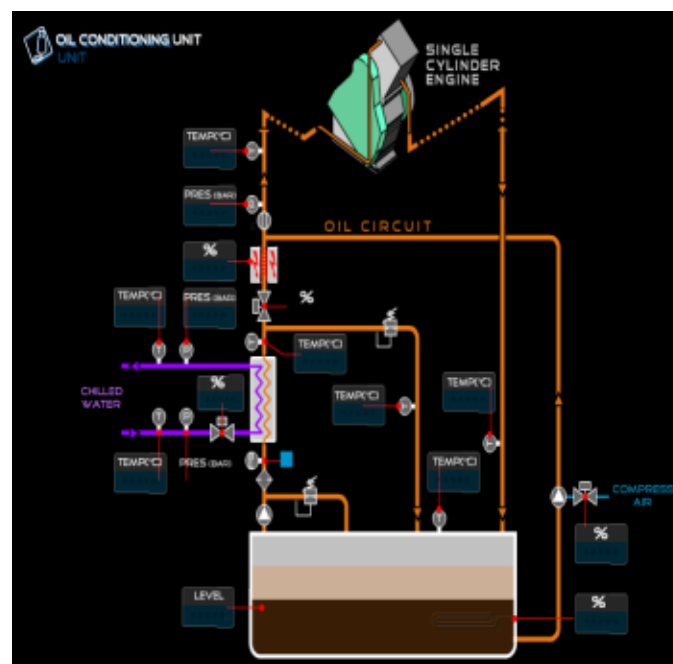 OIL CONDITIONING UNIT
UNIT
SINGLE
CYLINDER
ENGINE
TEMP(°C)
PRES (BAR)
OIL CIRCUIT
%
TEMP(°C)
PRES (BAR)
%
TEMP(°C)
%
TEMP(°C)
TEMP(°C)
CHILLED
WATER
TEMP(°C)
PRES (BAR)
TEMP(°C)
COMPRESS
AIR
%
LEVEL
%
T
P
T
P
T